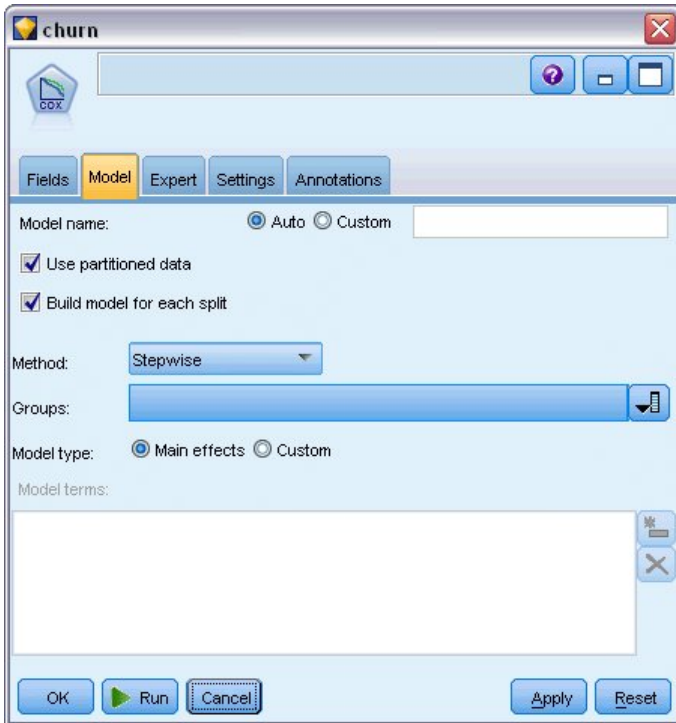 churn
COX
?
Fields Model Expert Settings Annotations
Model name: Auto Custom
Use partitioned data
Build model for each split
Method: Stepwise
Groups:
Model type: Main effects Custom
Model terms:
OK Run Cancel Apply Reset